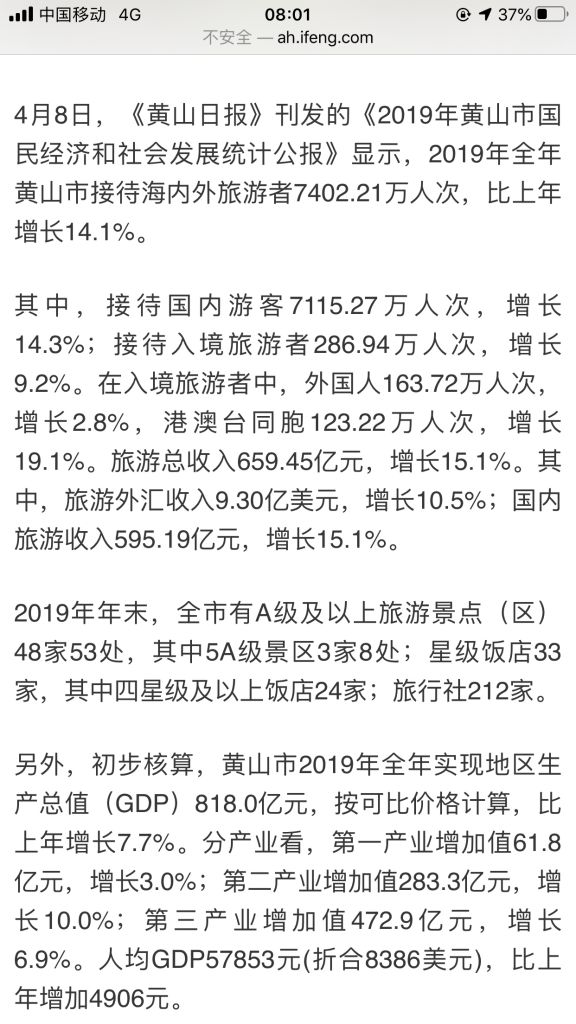 中国移动 4G 08:01 37%
不安全 — ah.ifeng.com
4月8日，《黄山日报》刊发的《2019年黄山市国
民经济和社会发展统计公报》显示，2019年全年
黄山市接待海内外旅游者7402.21万人次，比上年
增长14.1%。
其中，接待国内游客7115.27万人次，增长
14.3%；接待入境旅游者286.94万人次，增长
9.2%。在入境旅游者中，外国人163.72万人次，
增长2.8%，港澳台同胞123.22万人次，增长
19.1%。旅游总收入659.45亿元，增长15.1%。其
中，旅游外汇收入9.30亿美元，增长10.5%；国内
旅游收入595.19亿元，增长15.1%。
2019年年末，全市有A级及以上旅游景点（区）
48家53处，其中5A级景区3家8处；星级饭店33
家，其中四星级及以上饭店24家；旅行社212家。
另外，初步核算，黄山市2019年全年实现地区生
产总值（GDP）818.0亿元，按可比价格计算，比
上年增长7.7%。分产业看，第一产业增加值61.8
亿元，增长3.0%；第二产业增加值283.3亿元，增
长10.0%；第三产业增加值472.9亿元，增长
6.9%。人均GDP57853元(折合8386美元)，比上
年增加4906元。